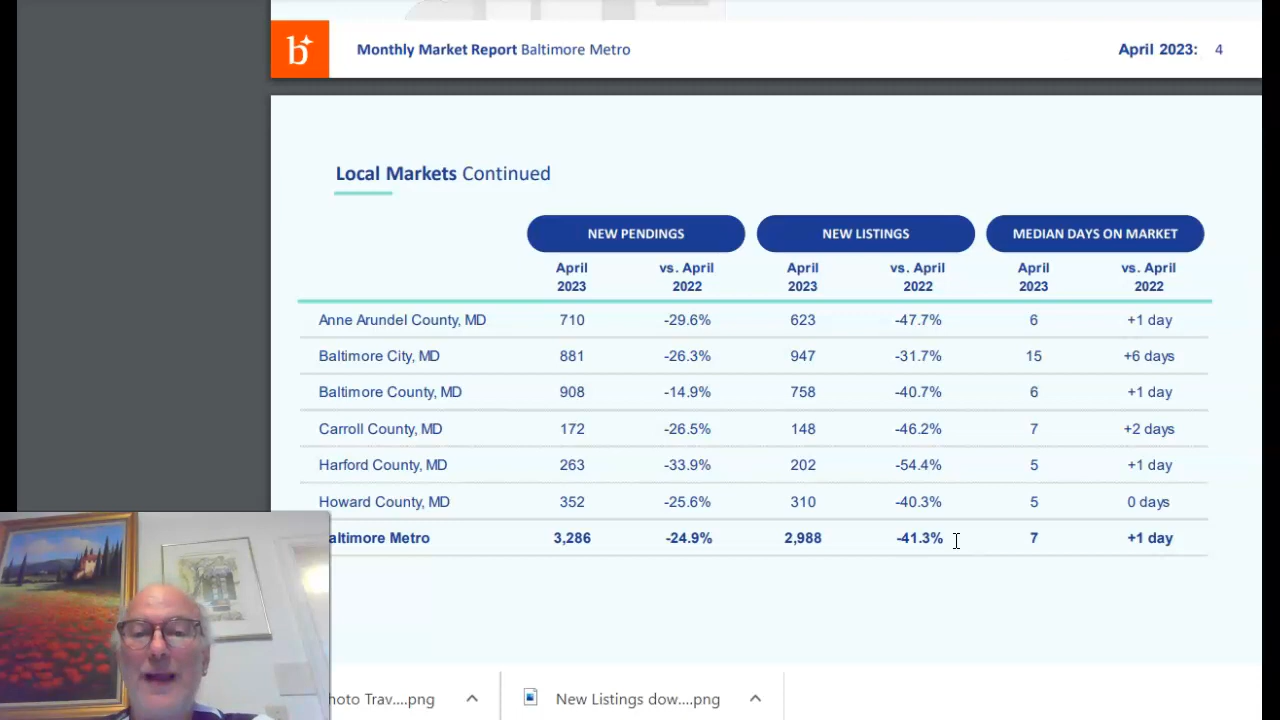 b
Monthly Market Report Baltimore Metro
April 2023: 4
Local Markets Continued
NEW PENDINGS NEW LISTINGS MEDIAN DAYS ON MARKET
April vs. April April vs. April April vs. April
2023 2022 2023 2022 2023 2022
Anne Arundel County, MD 710 -29.6% 623 -47.7% 6 +1 day
Baltimore City, MD 881 -26.3% 947 -31.7% 15 +6 days
Baltimore County, MD 908 -14.9% 758 -40.7% 6 +1 day
Carroll County, MD 172 -26.5% 148 -46.2% 7 +2 days
Harford County, MD 263 -33.9% 202 -54.4% 5 +1 day
Howard County, MD 352 -25.6% 310 -40.3% 5 0 days
altimore Metro 3,286 -24.9% 2,988 -41.3% 7 +1 day
hoto Trav....png New Listings dow....png